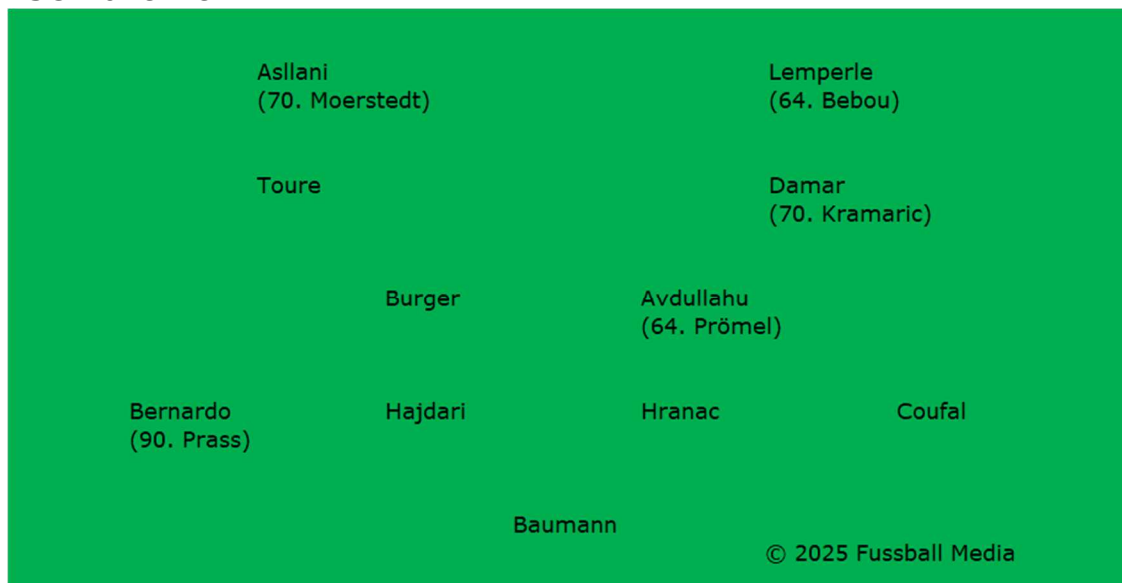 Asllani Lemperle
(70. Moerstedt) (64. Bebou)
Toure Damar
(70. Kramaric)
Burger Avdullahu
(64. Prömel)
Bernardo Hajdari Hranac Coufal
(90. Prass)
Baumann
© 2025 Fussball Media